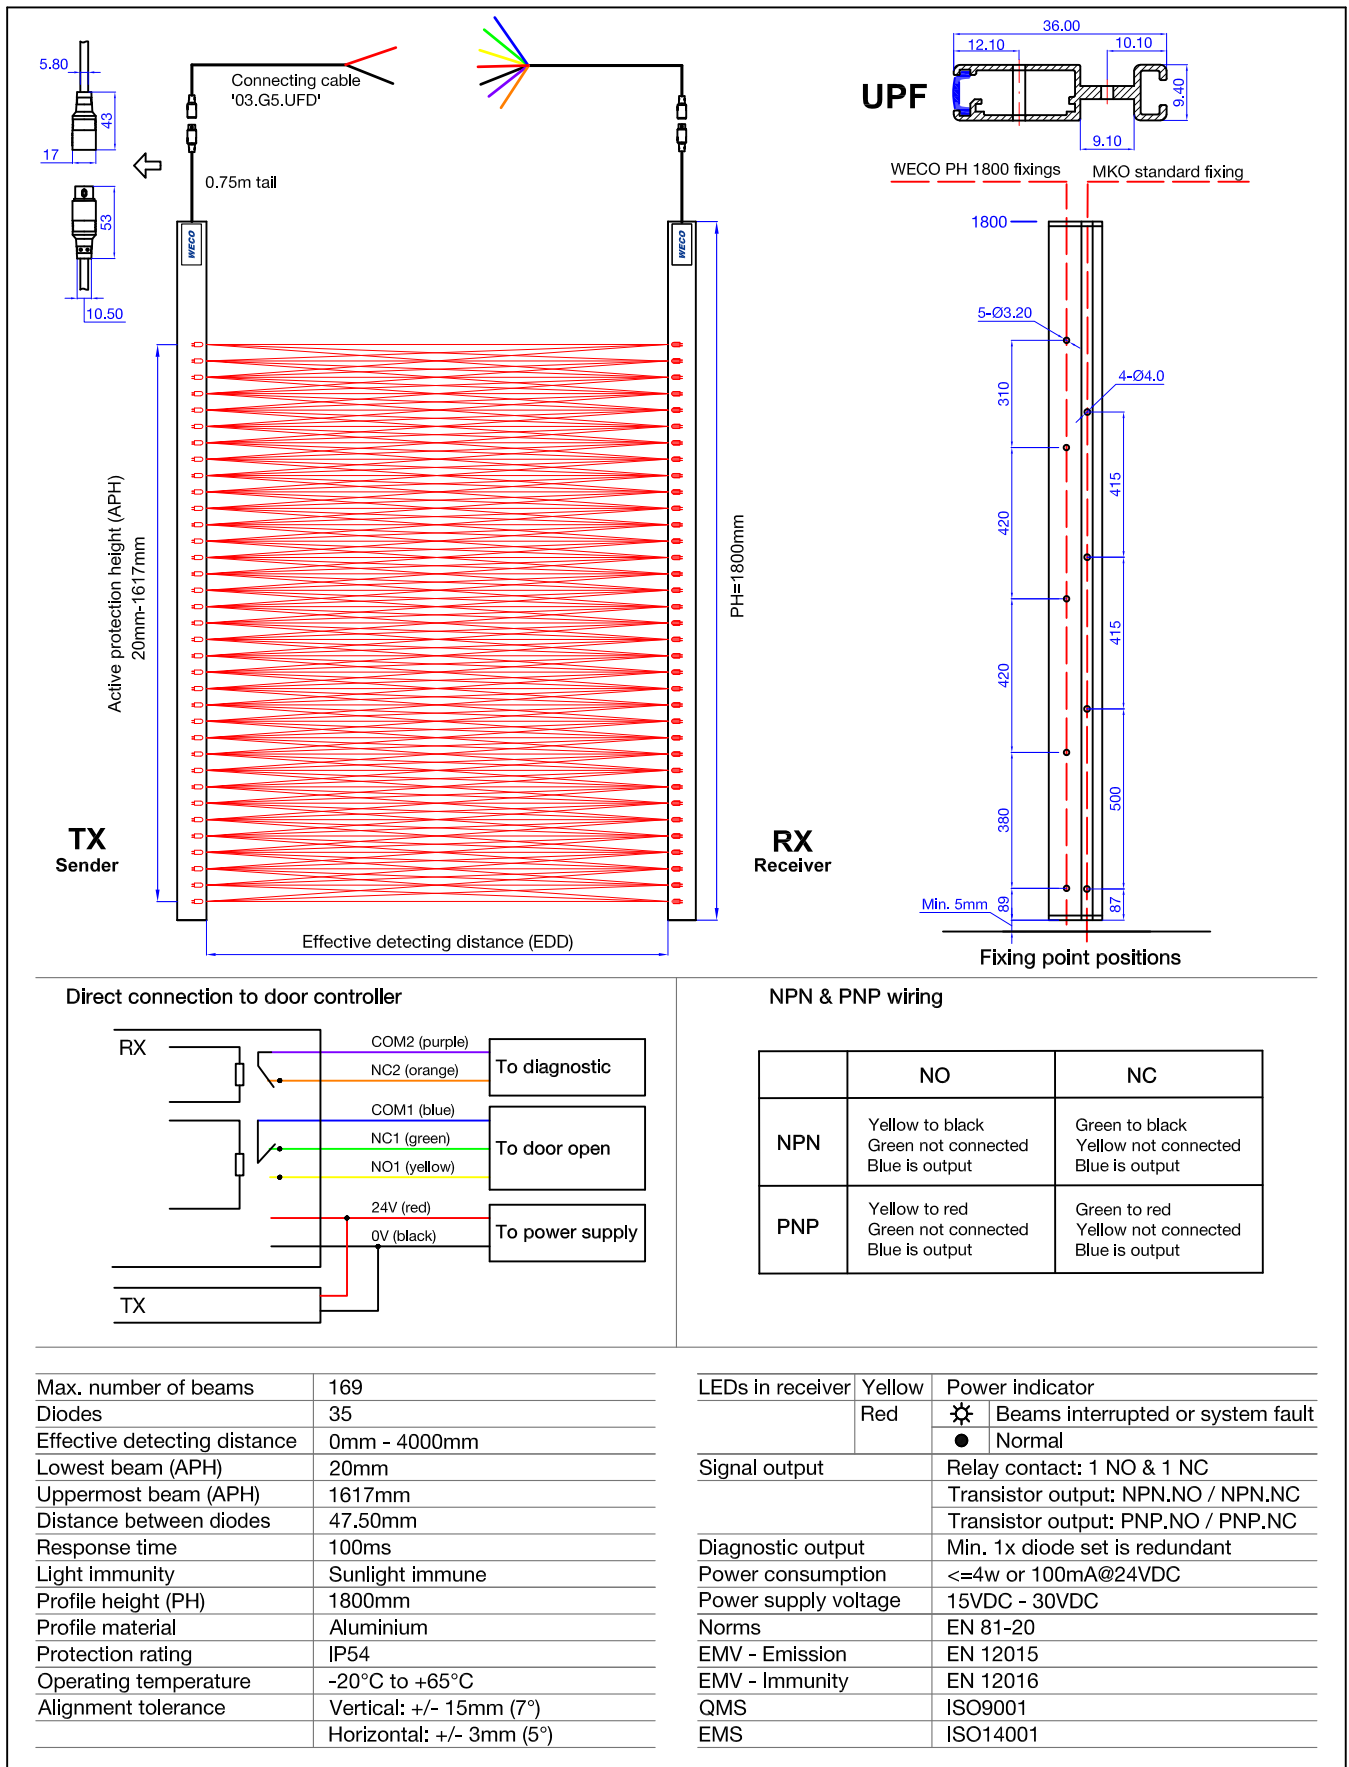 5.80
43
17
53
10.50
Connecting cable
'03.G5.UFD'
0.75m tail
WECO
WECO
Active protection height (APH)
20mm-1617mm
PH=1800mm
TX
Sender
RX
Receiver
Effective detecting distance (EDD)
UPF
36.00
12.10
10.10
9.40
9.10
WECO PH 1800 fixings
MKO standard fixing
1800
5-Ø3.20
4-Ø4.0
310
415
420
415
420
500
380
89
87
Min. 5mm
Fixing point positions
Direct connection to door controller
RX
COM2 (purple)
NC2 (orange)
To diagnostic
COM1 (blue)
NC1 (green)
NO1 (yellow)
To door open
24V (red)
0V (black)
To power supply
TX
NPN & PNP wiring
NO NC
NPN
Yellow to black
Green not connected
Blue is output
Green to black
Yellow not connected
Blue is output
PNP
Yellow to red
Green not connected
Blue is output
Green to red
Yellow not connected
Blue is output
Max. number of beams 169
Diodes 35
Effective detecting distance 0mm - 4000mm
Lowest beam (APH) 20mm
Uppermost beam (APH) 1617mm
Distance between diodes 47.50mm
Response time 100ms
Light immunity Sunlight immune
Profile height (PH) 1800mm
Profile material Aluminium
Protection rating IP54
Operating temperature -20°C to +65°C
Alignment tolerance Vertical: +/- 15mm (7°)
Horizontal: +/- 3mm (5°)
LEDs in receiver Yellow Power indicator
Red Beams interrupted or system fault
Normal
Signal output Relay contact: 1 NO & 1 NC
Transistor output: NPN.NO / NPN.NC
Transistor output: PNP.NO / PNP.NC
Diagnostic output Min. 1x diode set is redundant
Power consumption <=4w or 100mA@24VDC
Power supply voltage 15VDC - 30VDC
Norms EN 81-20
EMV - Emission EN 12015
EMV - Immunity EN 12016
QMS ISO9001
EMS ISO14001